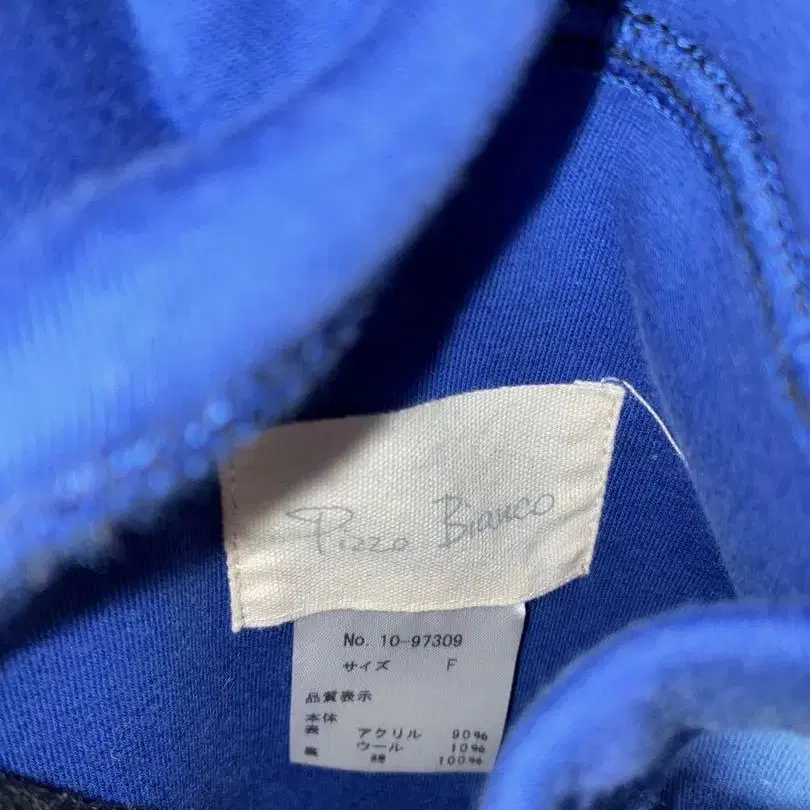 Pizzo Bianco
No. 10-97309
サイズ F
品質表示
本体
表 アクリル 90%
ウール 10%
裏 綿 100%